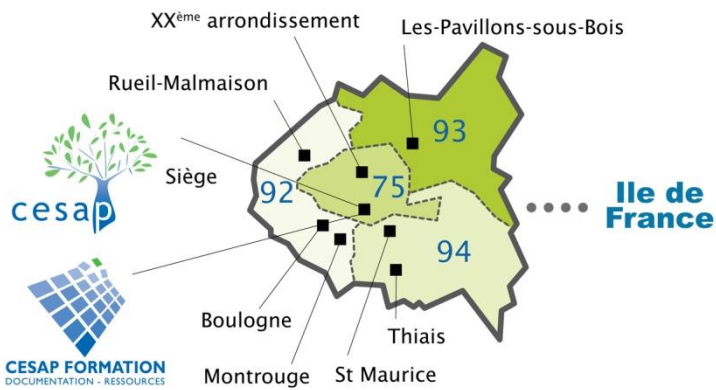 XXème arrondissement
Les-Pavillons-sous-Bois
Rueil-Malmaison
93
Siège
92
75
cesap
Ile de
France
94
Boulogne
Thiais
CESAP FORMATION
DOCUMENTATION - RESSOURCES
Montrouge
St Maurice